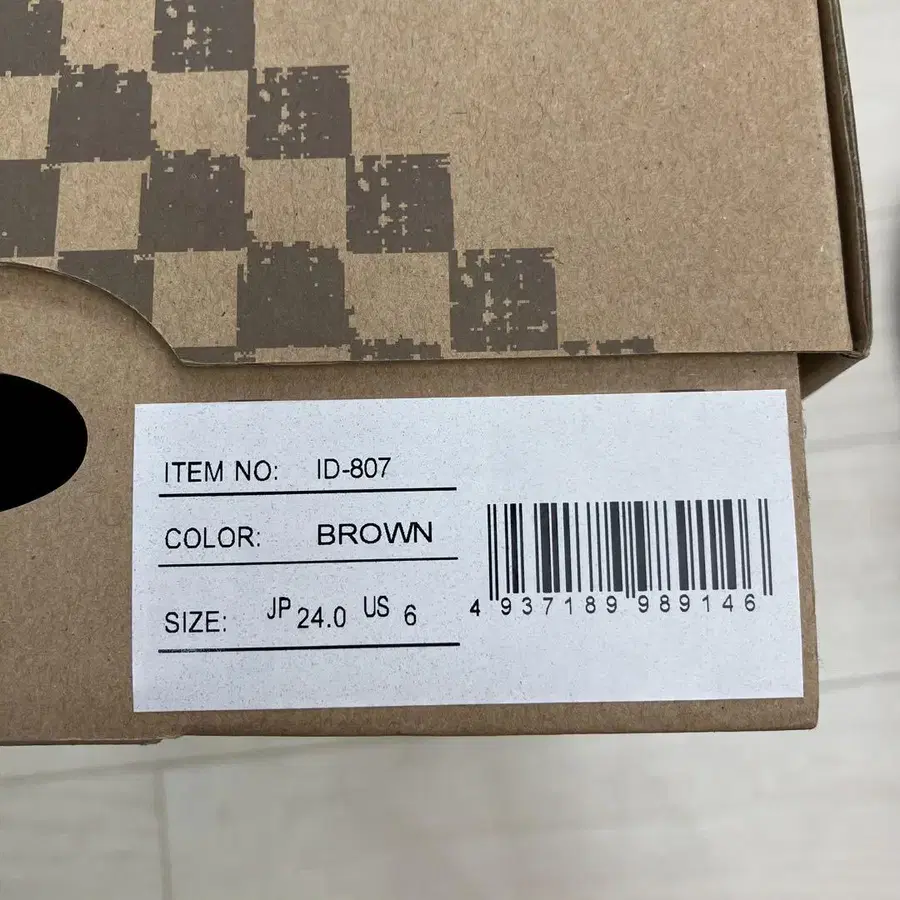 ITEM NO: ID-807
COLOR: BROWN
SIZE: JP 24.0 US 6
4 937189 989146